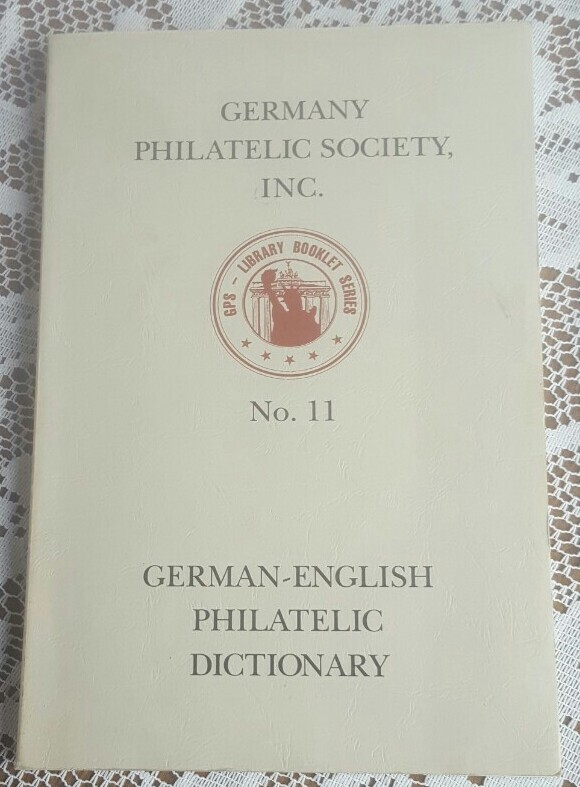 GERMANY
PHILATELIC SOCIETY,
INC.
GPS - LIBRARY BOOKLET SERIES
No. 11
GERMAN-ENGLISH
PHILATELIC
DICTIONARY